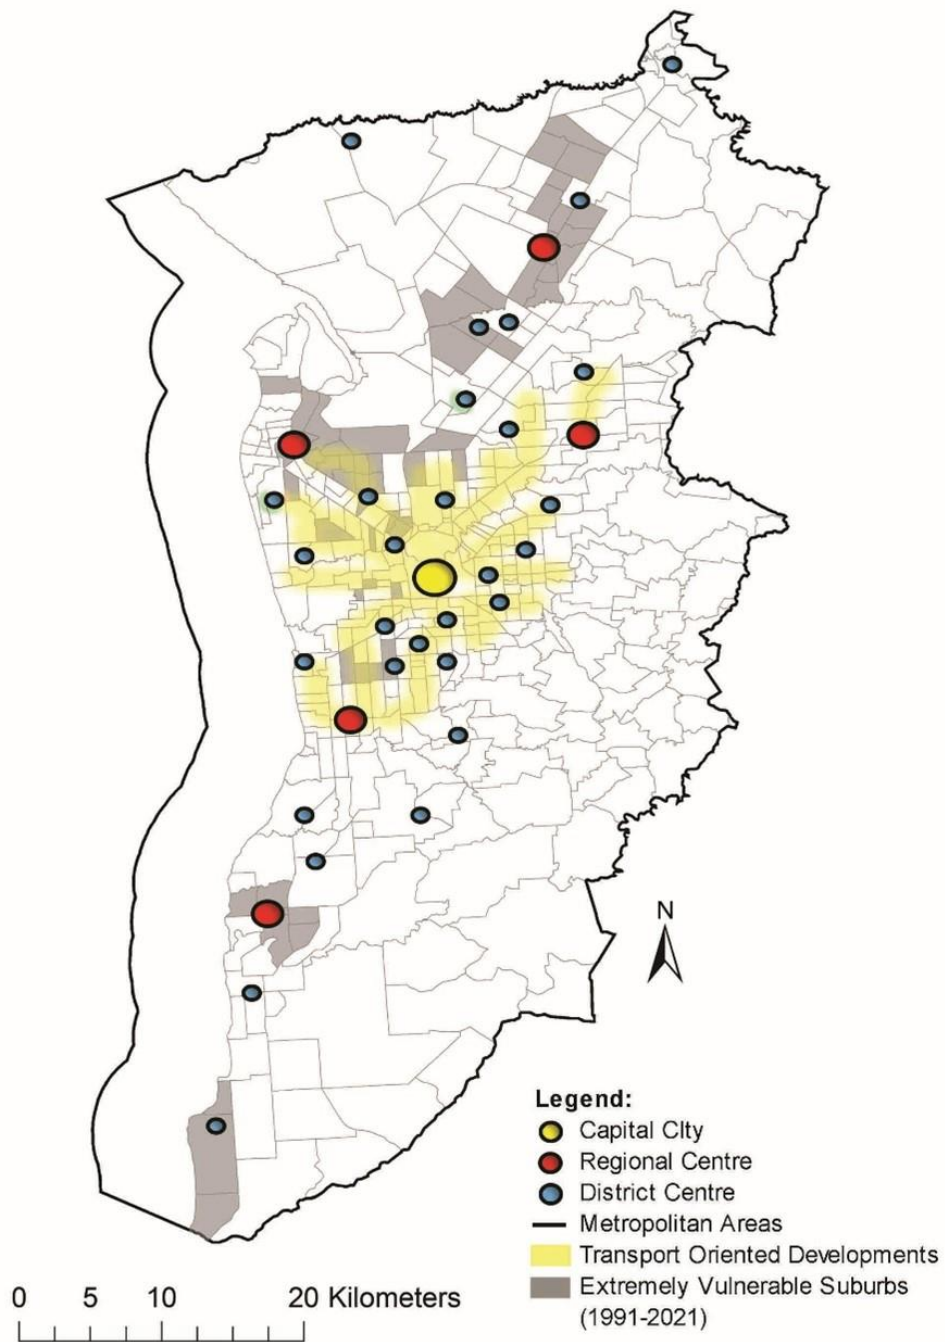 N
Legend:
Capital CIty
Regional Centre
District Centre
Metropolitan Areas
Transport Oriented Developments
Extremely Vulnerable Suburbs
(1991-2021)
0 5 10 20 Kilometers